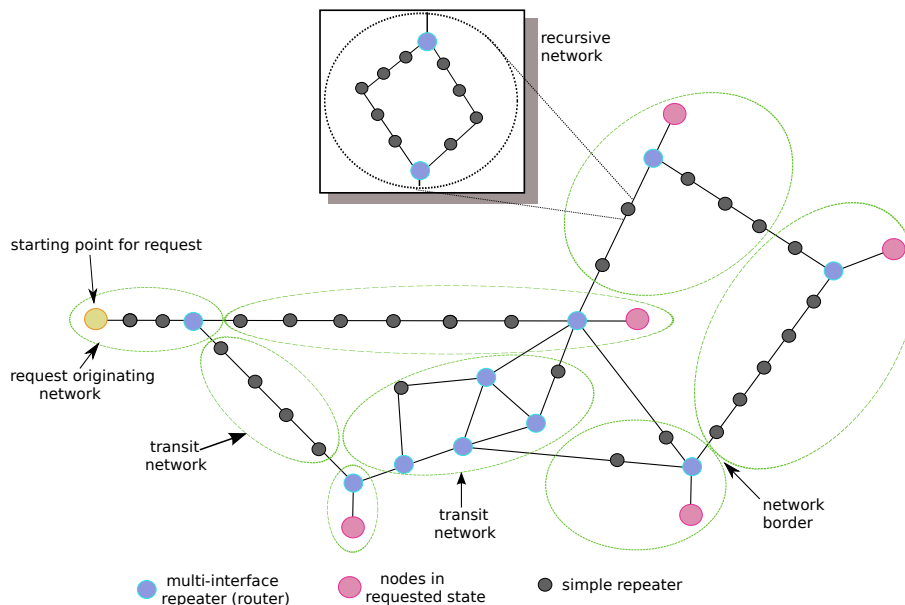 recursive
network
starting point for request
request originating
network
transit
network
transit
network
network
border
multi-interface
repeater (router)
nodes in
requested state
simple repeater